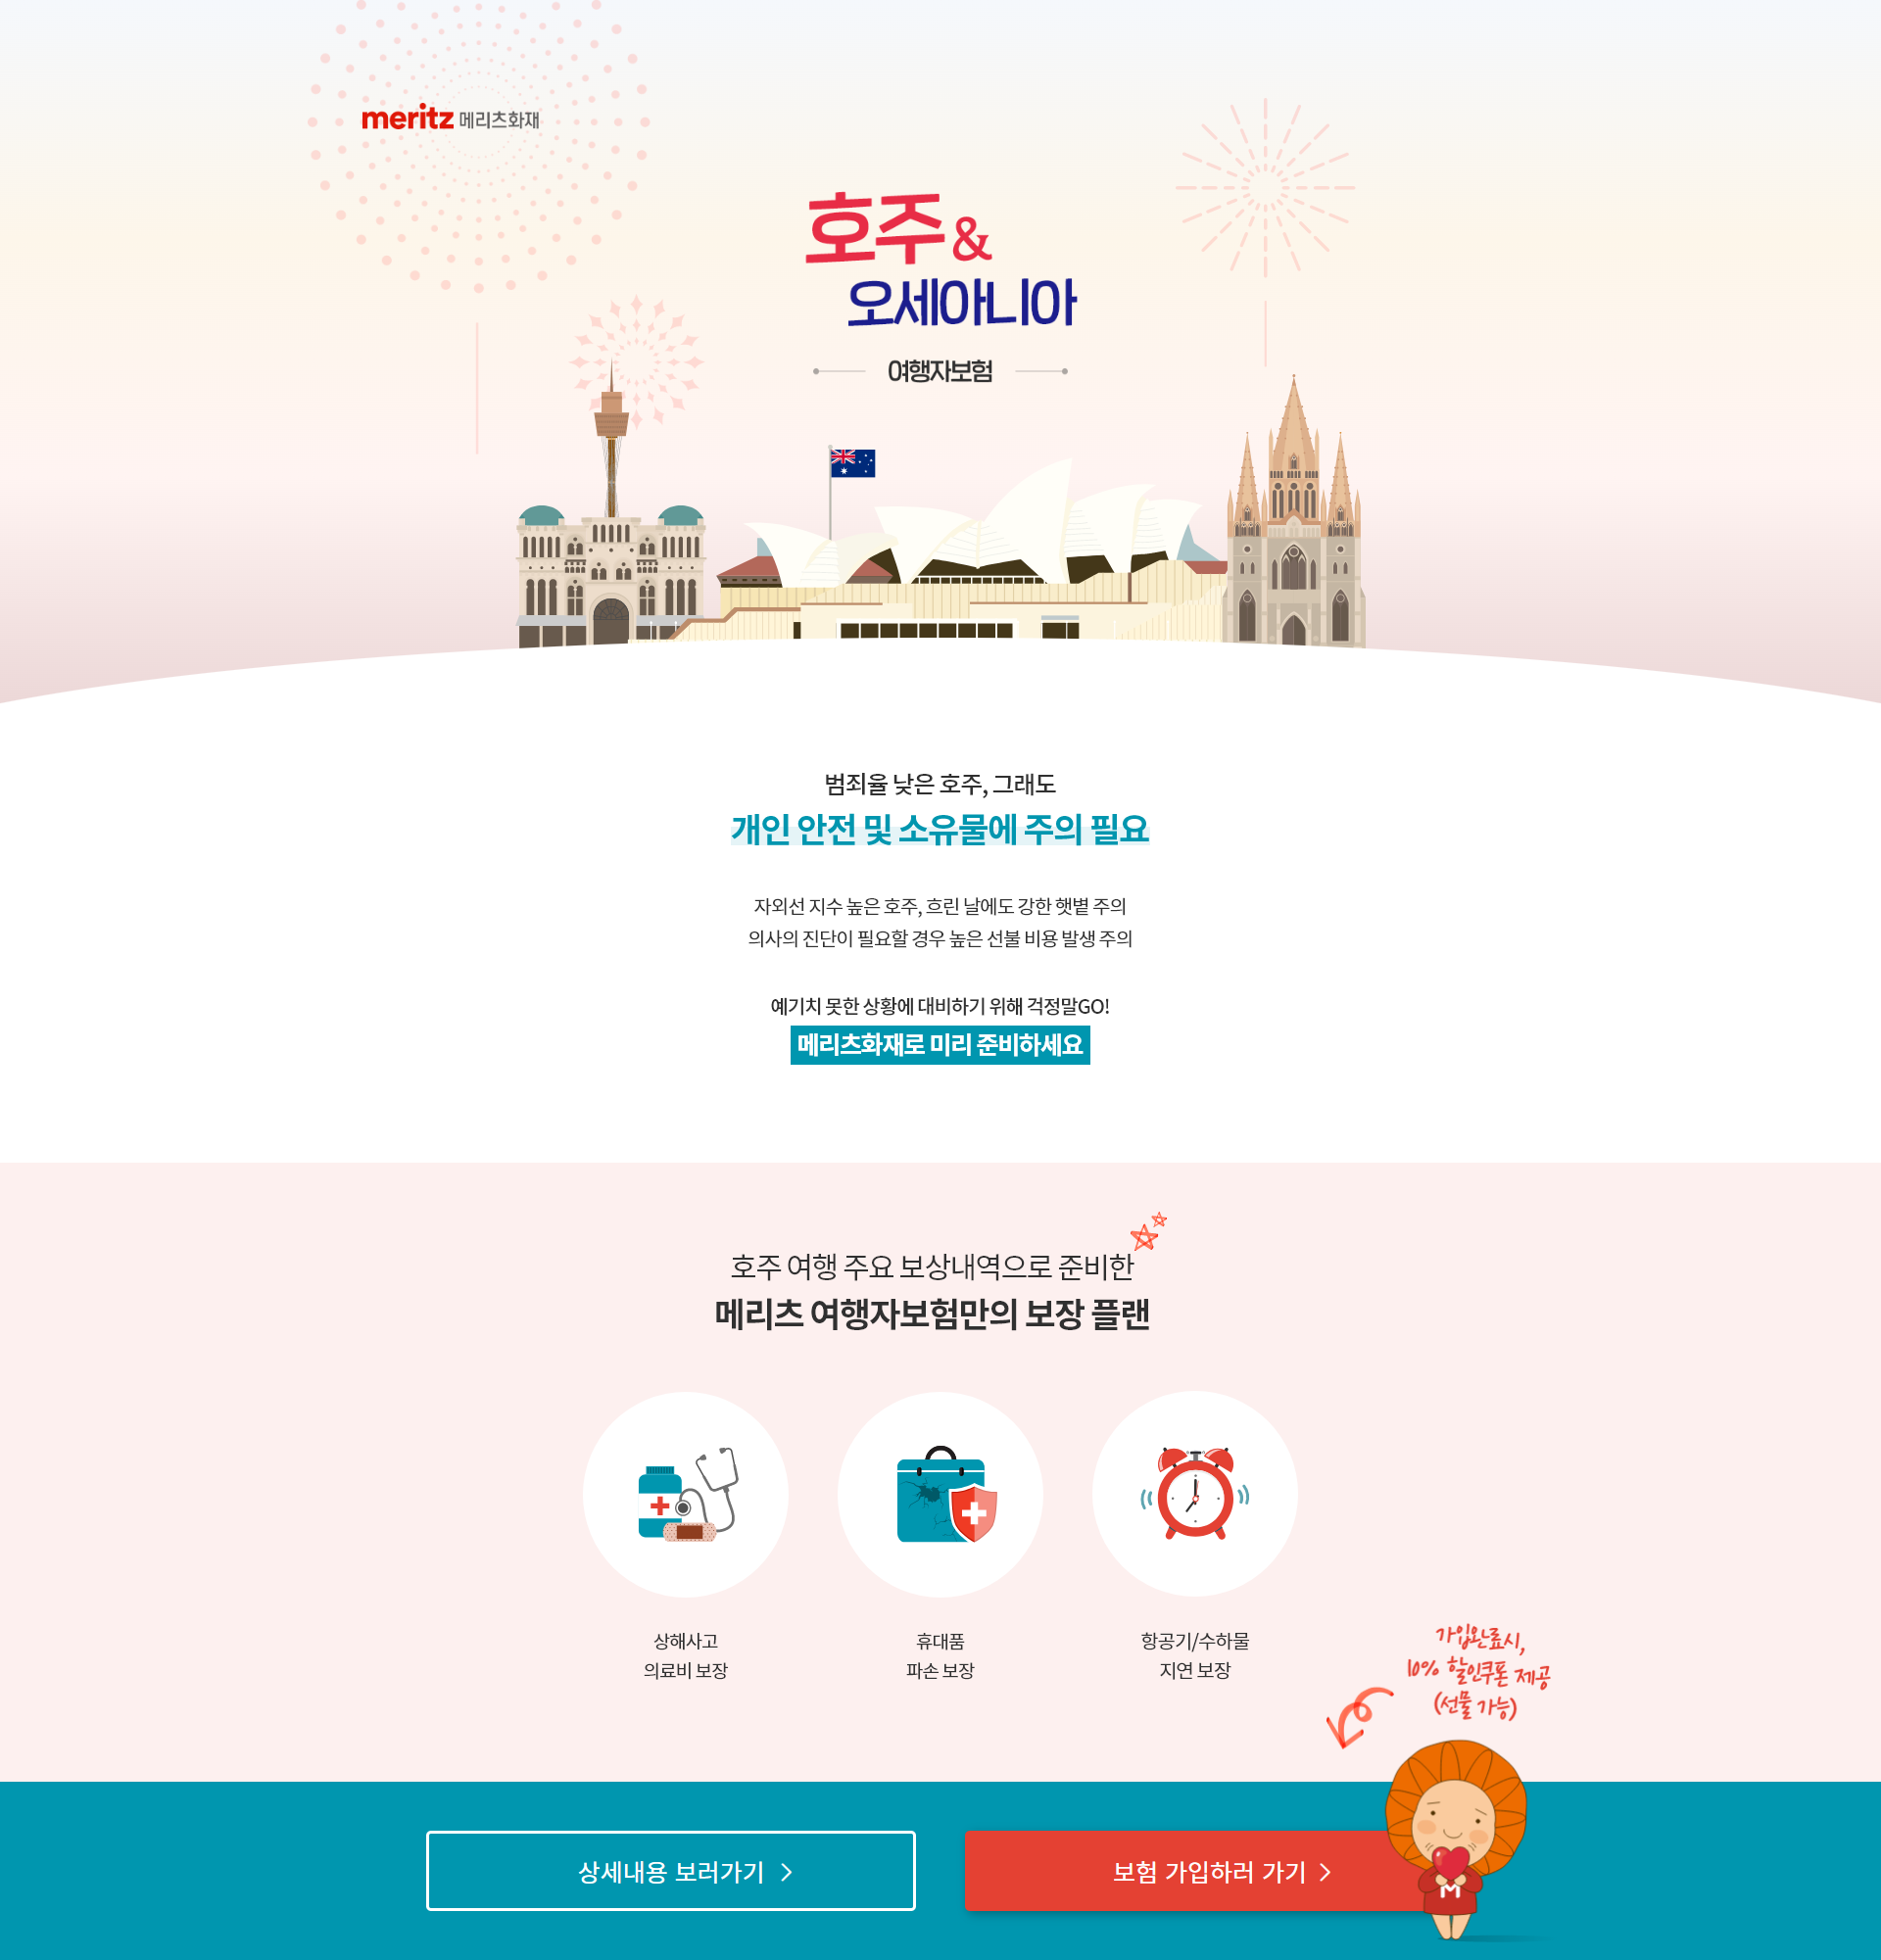 meritz 메리츠화재
호주 &
오세아니아
여행자보험
범죄율 낮은 호주, 그래도
개인 안전 및 소유물에 주의 필요
자외선 지수 높은 호주, 흐린 날에도 강한 햇볕 주의
의사의 진단이 필요할 경우 높은 선불 비용 발생 주의
예기치 못한 상황에 대비하기 위해 걱정말GO!
메리츠화재로 미리 준비하세요
호주 여행 주요 보상내역으로 준비한
메리츠 여행자보험만의 보장 플랜
상해사고
의료비 보장
휴대품
파손 보장
항공기/수하물
지연 보장
가입완료시,
10% 할인쿠폰 제공
(선물 가능)
상세내용 보러가기
보험 가입하러 가기
M